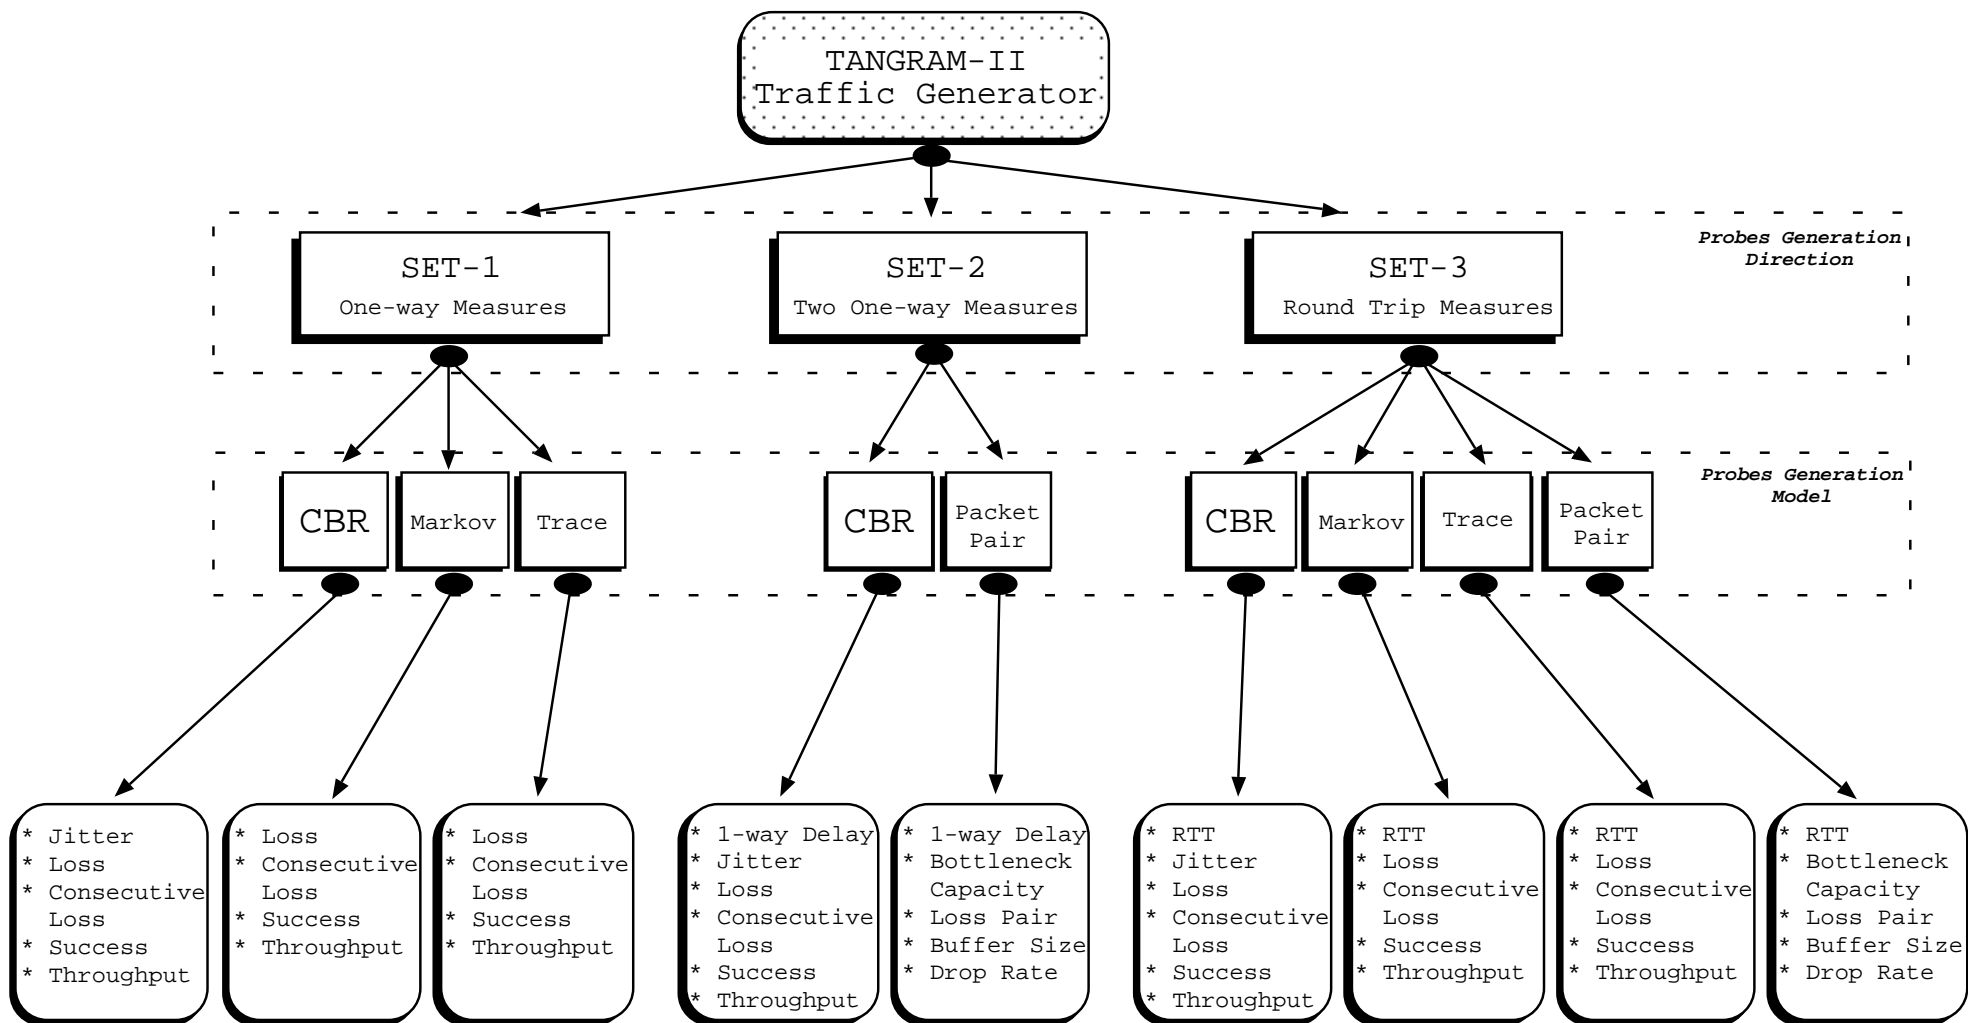 TANGRAM-II
Traffic Generator
Probes Generation
Direction
SET-1
One-way Measures
SET-2
Two One-way Measures
SET-3
Round Trip Measures
Probes Generation
Model
CBR
Markov
Trace
CBR
Packet
Pair
CBR
Markov
Trace
Packet
Pair
* Jitter
* Loss
* Consecutive
Loss
* Success
* Throughput
* Loss
* Consecutive
Loss
* Success
* Throughput
* Loss
* Consecutive
Loss
* Success
* Throughput
* 1-way Delay
* Jitter
* Loss
* Consecutive
Loss
* Success
* Throughput
* 1-way Delay
* Bottleneck
Capacity
* Loss Pair
* Buffer Size
* Drop Rate
* RTT
* Jitter
* Loss
* Consecutive
Loss
* Success
* Throughput
* RTT
* Loss
* Consecutive
Loss
* Success
* Throughput
* RTT
* Loss
* Consecutive
Loss
* Success
* Throughput
* RTT
* Bottleneck
Capacity
* Loss Pair
* Buffer Size
* Drop Rate